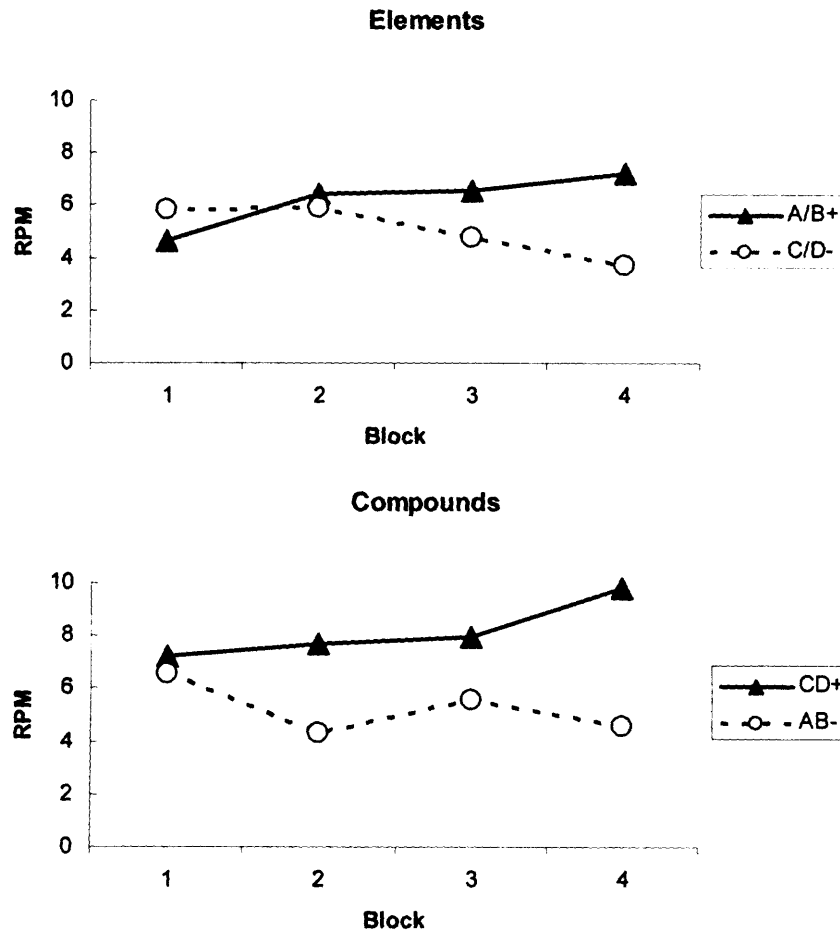 Elements
10
8
6
4
2
0
RPM
1 2 3 4
Block
A/B+
C/D-
Compounds
10
8
6
4
2
0
RPM
1 2 3 4
Block
CD+
AB-